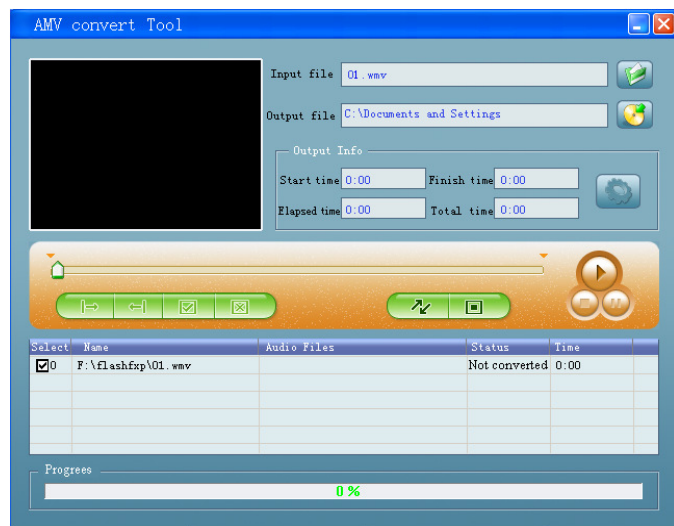 AMV convert Tool
Input file 01.wmv
Output file C:\Documents and Settings
Output Info
Start time 0:00 Finish time 0:00
Elapsed time 0:00 Total time 0:00
Select Name Audio Files Status Time
0 F:\flashfxp\01.wmv Not converted 0:00
Progrees
0 %